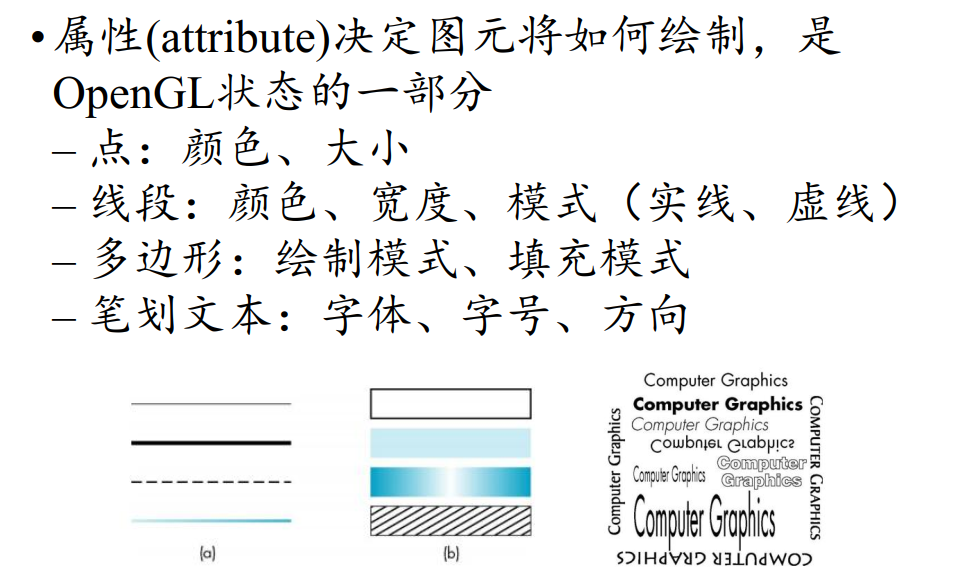 •属性(attribute)决定图元将如何绘制，是
OpenGL状态的一部分
– 点：颜色、大小
– 线段：颜色、宽度、模式（实线、虚线）
– 多边形：绘制模式、填充模式
– 笔划文本：字体、字号、方向
(a)
(b)
Computer Graphics
Computer Graphics
Computer Graphics
Computer Graphics
Computer Graphics
Computer
Graphics
Computer Graphics
Computer Graphics
COMPUTER GRAPHICS
COMPUTER GRAPHICS